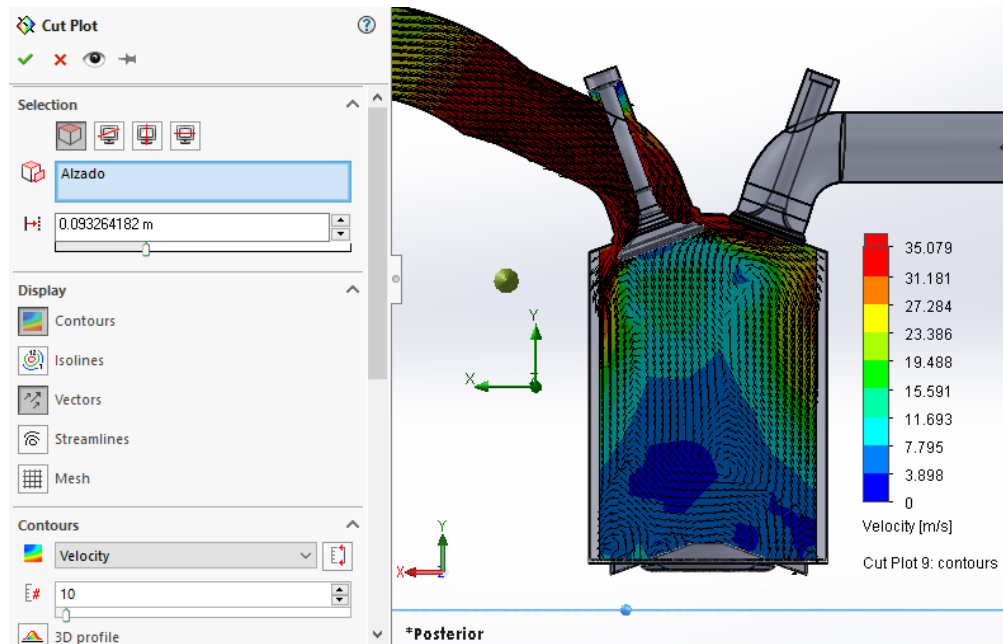 Cut Plot
Selection
Alzado
0.093264182 m
Display
Contours
Isolines
Vectors
Streamlines
Mesh
Contours
Velocity
10
3D profile
Y
X
Y
X
*Posterior
35.079
31.181
27.284
23.386
19.488
15.591
11.693
7.795
3.898
0
Velocity [m/s]
Cut Plot 9: contours